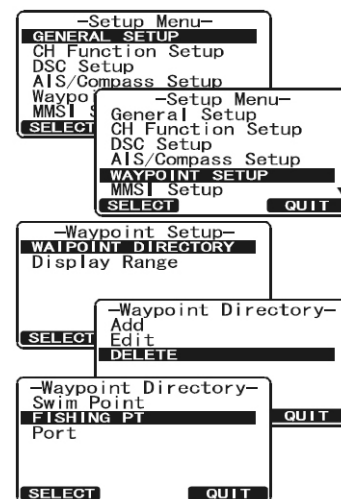 —Setup Menu—
GENERAL SETUP
CH Function Setup
DSC Setup
AIS/Compass Setup
Waypoi
MMSI S
SELECT
—Setup Menu—
General Setup
CH Function Setup
DSC Setup
AIS/Compass Setup
WAYPOINT SETUP
MMSI Setup
SELECT QUIT
—Waypoint Setup—
WAIPOINT DIRECTORY
Display Range
SELECT
—Waypoint Directory—
Add
Edit
DELETE
QUIT
—Waypoint Directory—
Swim Point
FISHING PT
Port
SELECT QUIT